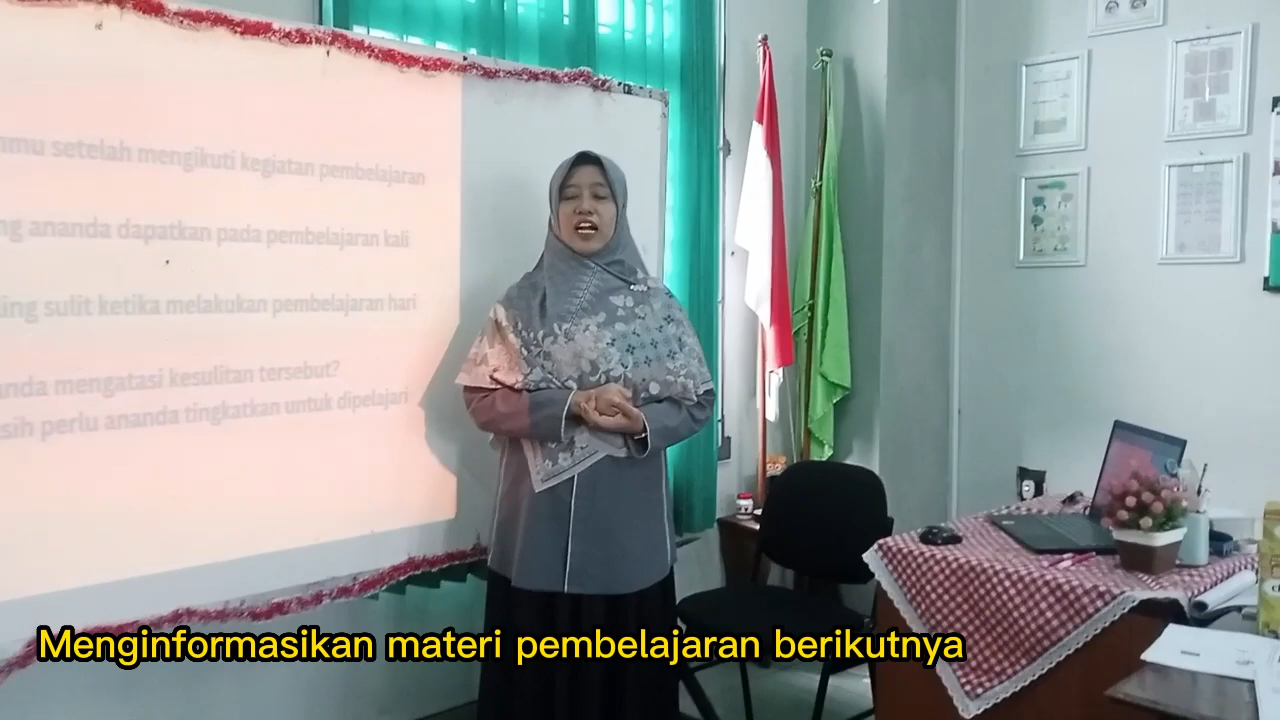 mu setelah mengikuti kegiatan pembelajaran
ng ananda dapatkan pada pembelajaran kali
ling sulit ketika melakukan pembelajaran hari
anda mengatasi kesulitan tersebut?
sih perlu ananda tingkatkan untuk dipelajari
Menginformasikan materi pembelajaran berikutnya